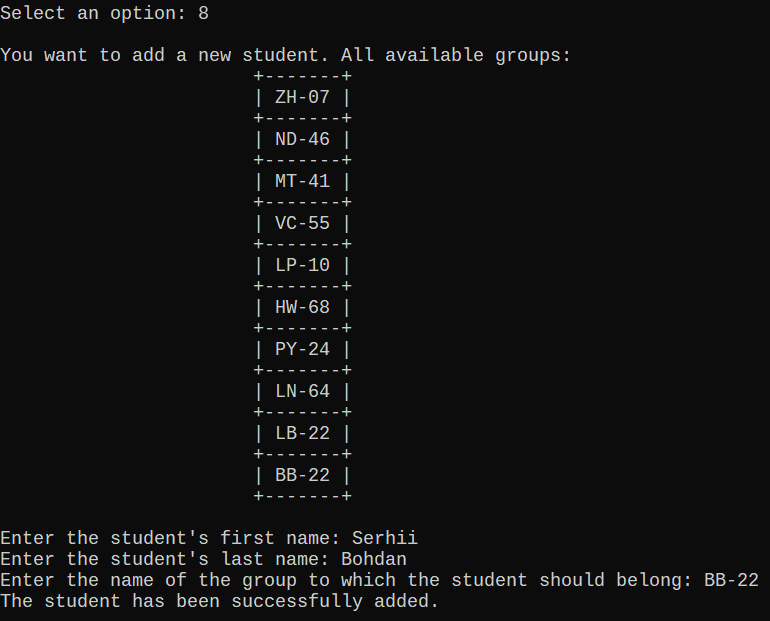 Select an option: 8
You want to add a new student. All available groups:
+-------+
| ZH-07 |
+-------+
| ND-46 |
+-------+
| MT-41 |
+-------+
| VC-55 |
+-------+
| LP-10 |
+-------+
| HW-68 |
+-------+
| PY-24 |
+-------+
| LN-64 |
+-------+
| LB-22 |
+-------+
| BB-22 |
+-------+
Enter the student's first name: Serhii
Enter the student's last name: Bohdan
Enter the name of the group to which the student should belong: BB-22
The student has been successfully added.